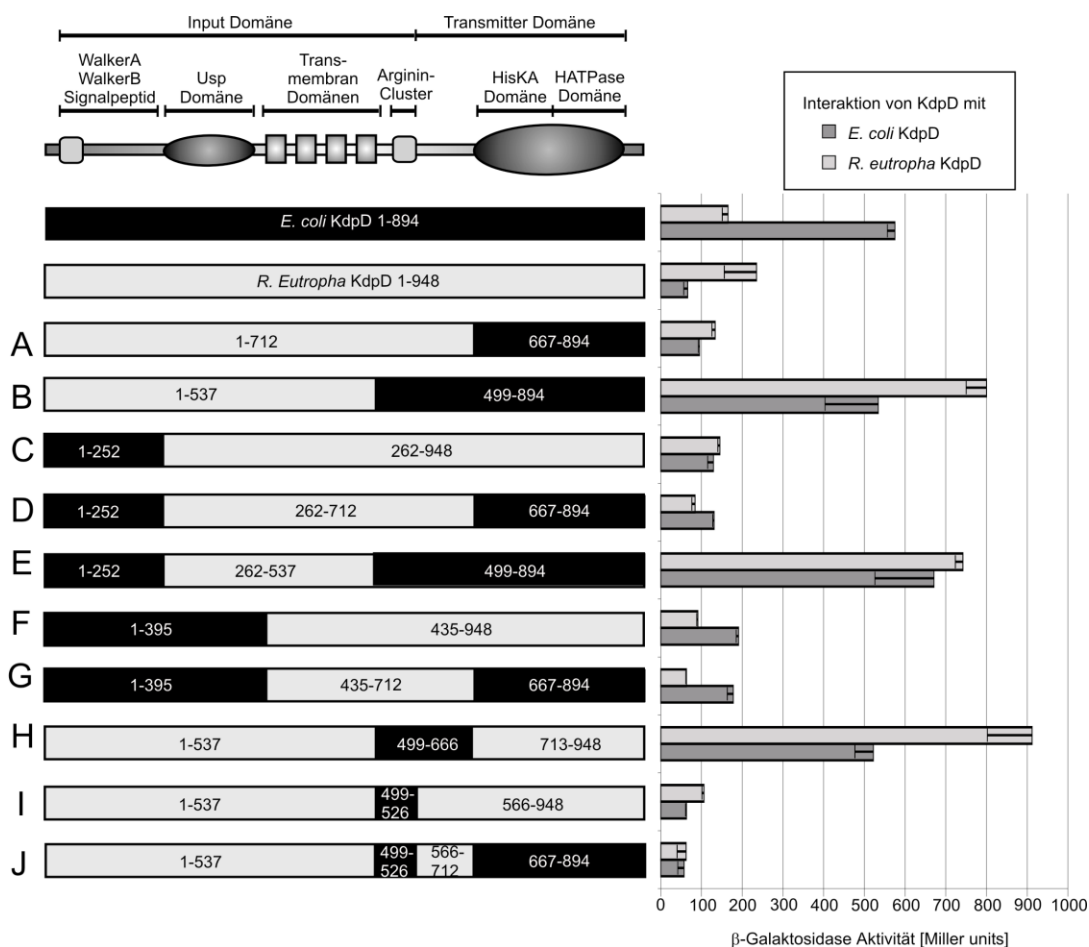 Input Domäne
Transmitter Domäne
WalkerA
WalkerB
Signalpeptid
Usp
Domäne
Trans-
membran
Domänen
Arginin-
Cluster
HisKA
Domäne
HATPase
Domäne
Interaktion von KdpD mit
E. coli KdpD
R. eutropha KdpD
E. coli KdpD 1-894
R. Eutropha KdpD 1-948
A
1-712
667-894
B
1-537
499-894
C
1-252
262-948
D
1-252
262-712
667-894
E
1-252
262-537
499-894
F
1-395
435-948
G
1-395
435-712
667-894
H
1-537
499-666
713-948
I
1-537
499-
526
566-948
J
1-537
499-
526
566-
712
667-894
0 100 200 300 400 500 600 700 800 900 1000
β-Galaktosidase Aktivität [Miller units]